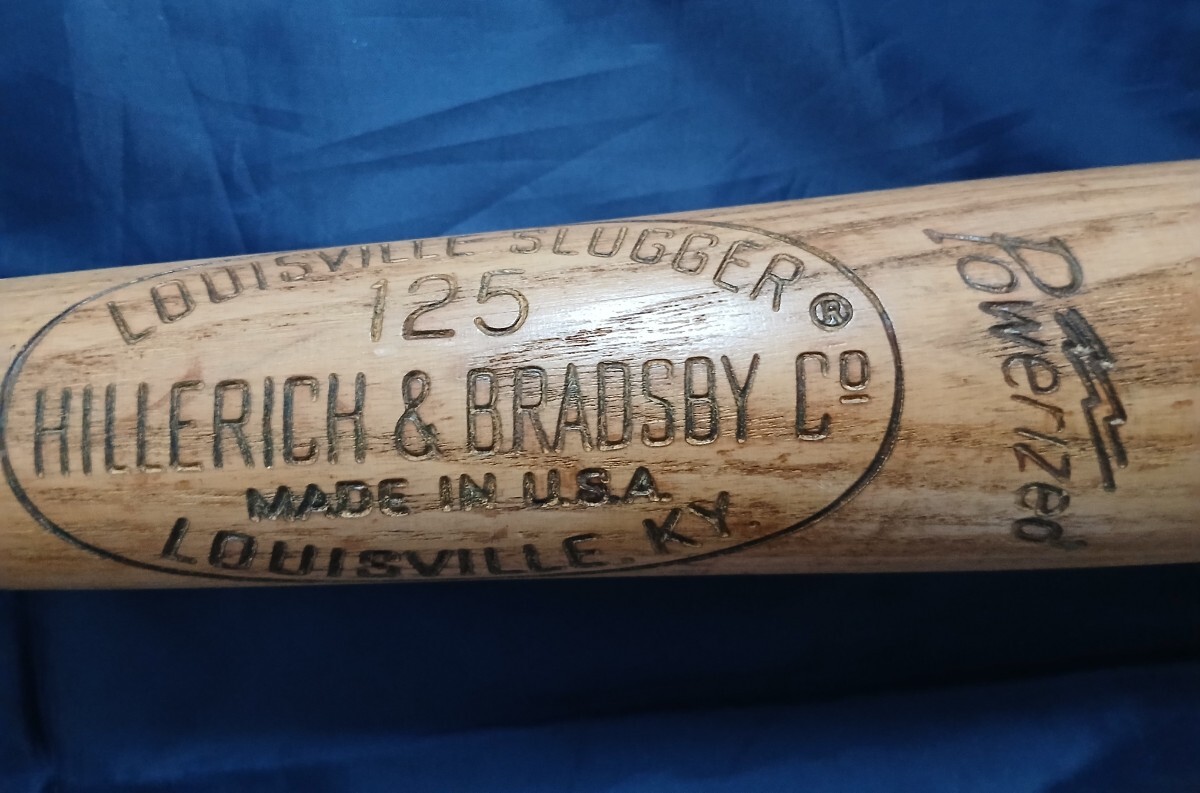 LOUISVILLE SLUGGER
125
®
HILLERICH & BRADSBY Cº
MADE IN U.S.A.
LOUISVILLE. KY.
Powerized